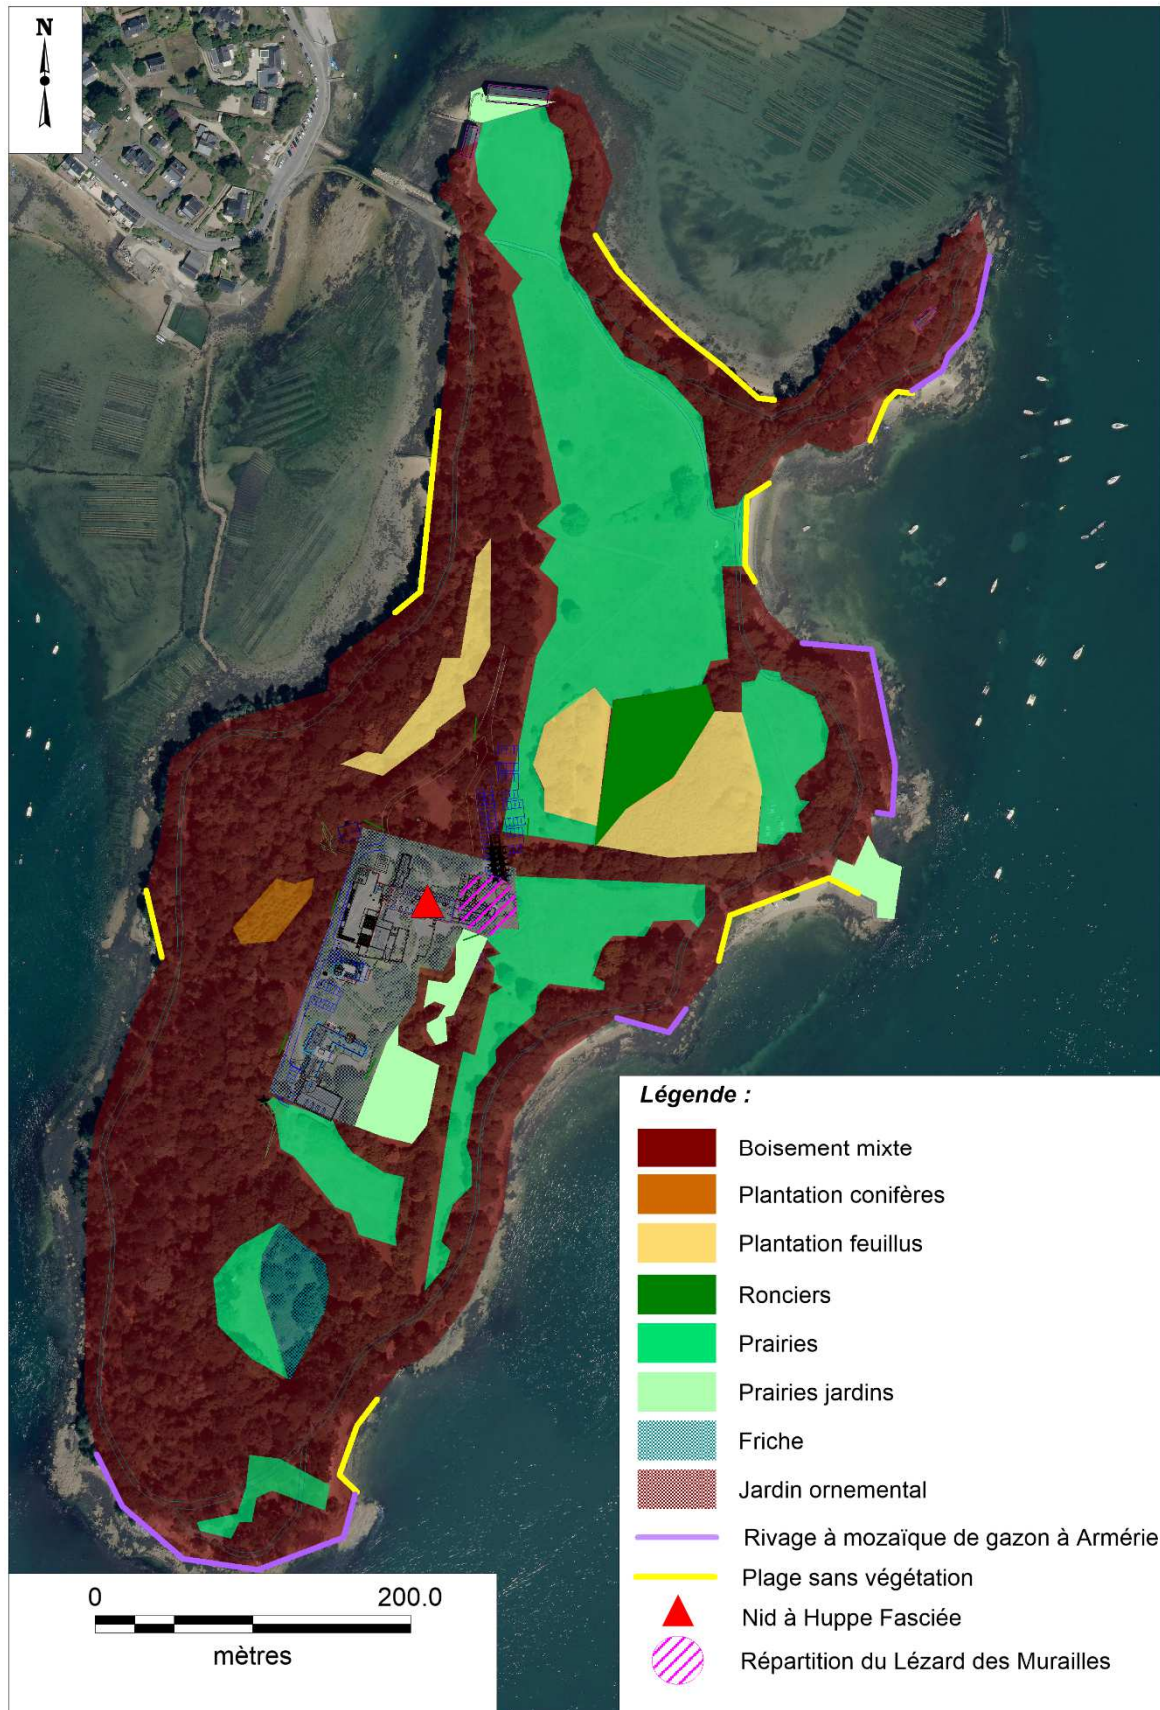 N
Légende :
Boisement mixte
Plantation conifères
Plantation feuillus
Ronciers
Prairies
Prairies jardins
Friche
Jardin ornemental
Rivage à mozaïque de gazon à Armérie
Plage sans végétation
Nid à Huppe Fasciée
Répartition du Lézard des Murailles
0 200.0
mètres